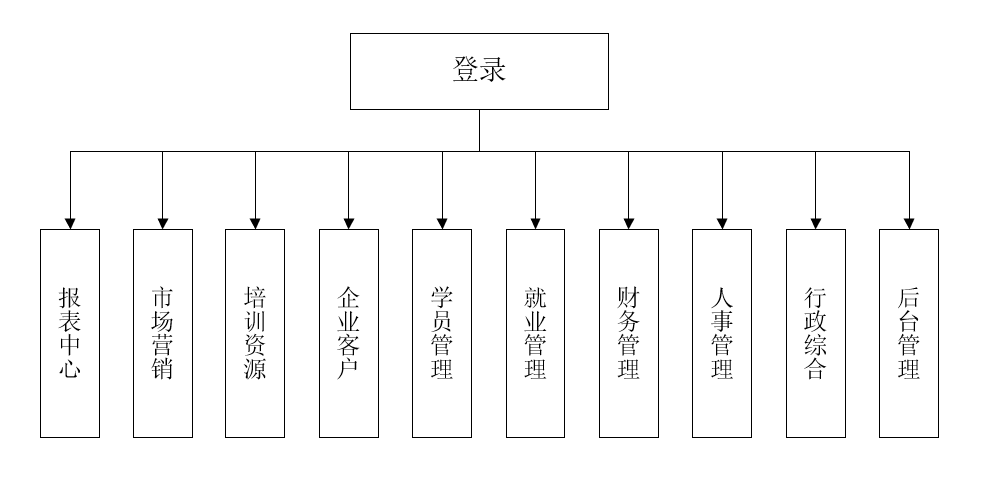 登录
报表中心
市场营销
培训资源
企业客户
学员管理
就业管理
财务管理
人事管理
行政综合
后台管理